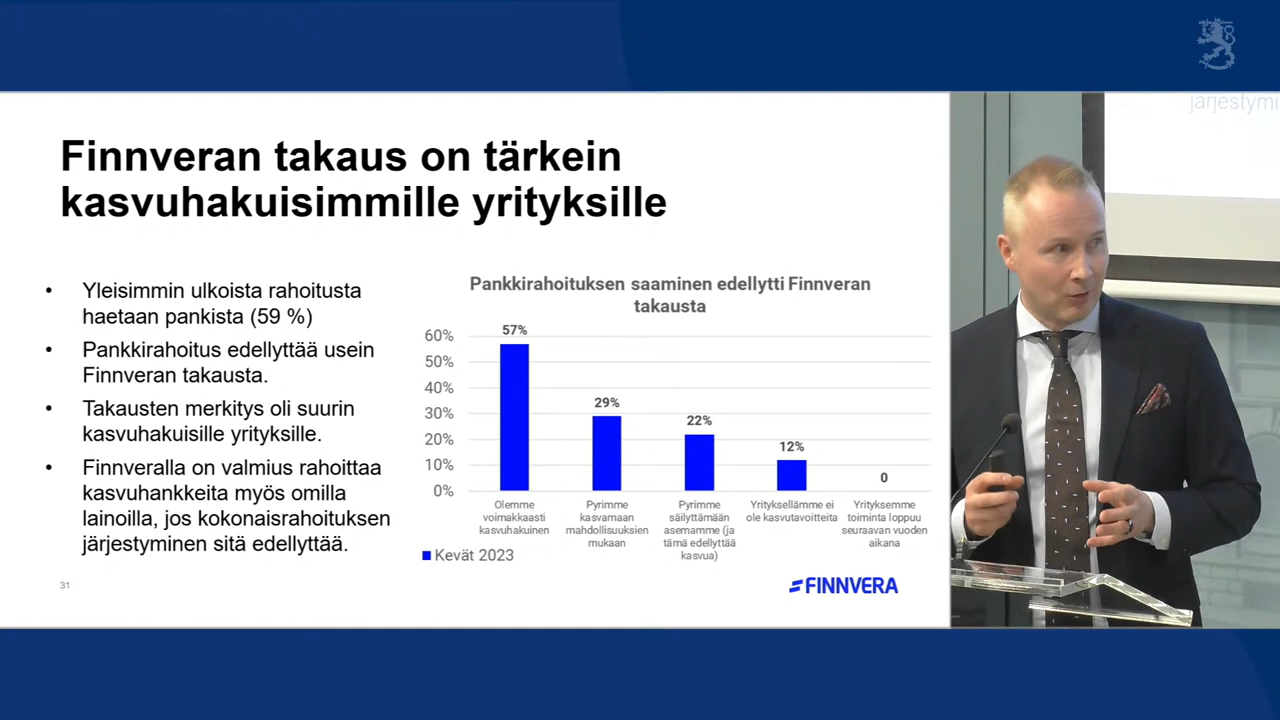 järjestymi
Finnveran takaus on tärkein
kasvuhakuisimmille yrityksille
• Yleisimmin ulkoista rahoitusta
haetaan pankista (59 %)
• Pankkirahoitus edellyttää usein
Finnveran takausta.
• Takausten merkitys oli suurin
kasvuhakuisille yrityksille.
• Finnveralla on valmius rahoittaa
kasvuhankkeita myös omilla
lainoilla, jos kokonaisrahoituksen
järjestyminen sitä edellyttää.
31
Pankkirahoituksen saaminen edellytti Finnveran
takausta
60%
50%
40%
30%
20%
10%
0%
57%
29%
22%
12%
0
Olemme
voimakkaasti
kasvuhakuinen
Pyrimme
kasvamaan
mahdollisuuksien
mukaan
Pyrimme
säilyttämään
asemamme (ja
tämä edellyttää
kasvua)
Yrityksellämme ei
ole kasvutavoitteita
Yrityksemme
toiminta loppuu
seuraavan vuoden
aikana
Kevät 2023
FINNVERA